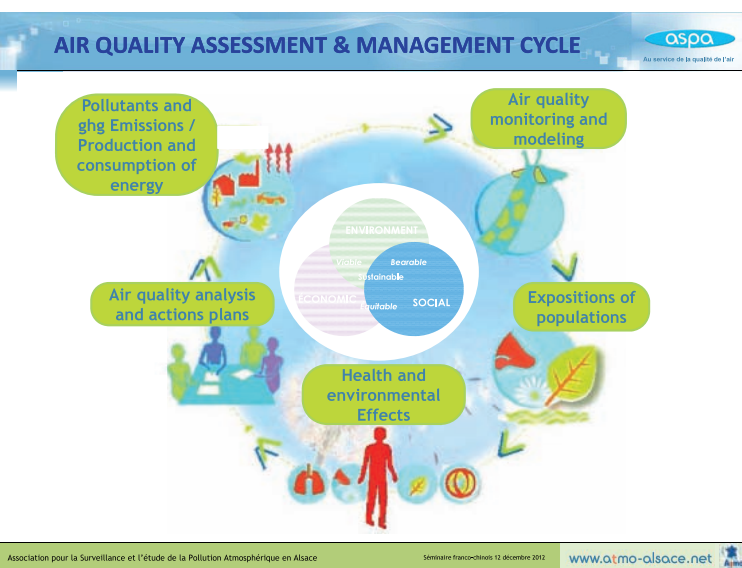 AIR QUALITY ASSESSMENT & MANAGEMENT CYCLE
aspa
Au service de la qualité de l'air
Pollutants and
ghg Emissions /
Production and
consumption of
energy
Air quality
monitoring and
modeling
ENVIRONMENT
Viable
Bearable
Sustainable
ECONOMIC
Equitable
SOCIAL
Air quality analysis
and actions plans
Expositions of
populations
Health and
environmental
Effects
Association pour la Surveillance et l'étude de la Pollution Atmosphérique en Alsace
Séminaire franco-chinois 12 décembre 2012
www.atmo-alsace.net